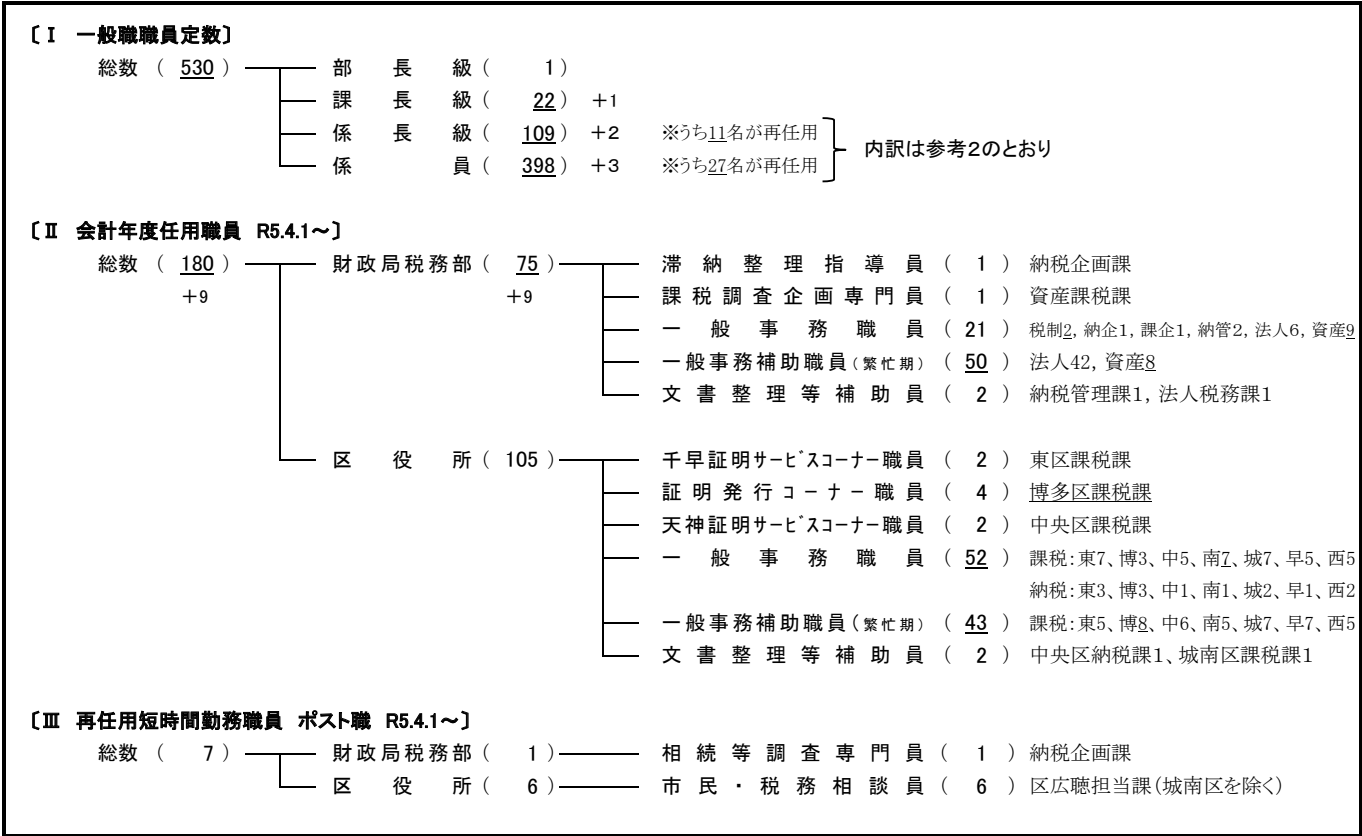 〔Ⅰ 一般職職員定数〕
総数 ( 530 ) 部長級 ( 1 )
課長級 ( 22 ) +1
係長級 ( 109 ) +2 ※うち11名が再任用
係員 ( 398 ) +3 ※うち27名が再任用
内訳は参考2のとおり
〔Ⅱ 会計年度任用職員 R5.4.1~〕
総数 ( 180 ) 財政局税務部 ( 75 ) 滞納整理指導員 ( 1 ) 納税企画課
+9 +9 課税調査企画専門員 ( 1 ) 資産課税課
一般事務職員 ( 21 ) 税制2, 納企1, 課企1, 納管2, 法人6, 資産9
一般事務補助職員(繁忙期) ( 50 ) 法人42, 資産8
文書整理等補助員 ( 2 ) 納税管理課1, 法人税務課1
区役所 ( 105 ) 千早証明サービスコーナー職員 ( 2 ) 東区課税課
証明発行コーナー職員 ( 4 ) 博多区課税課
天神証明サービスコーナー職員 ( 2 ) 中央区課税課
一般事務職員 ( 52 ) 課税:東7、博3、中5、南7、城7、早5、西5
納税:東3、博3、中1、南1、城2、早1、西2
一般事務補助職員(繁忙期) ( 43 ) 課税:東5、博8、中6、南5、城7、早7、西5
文書整理等補助員 ( 2 ) 中央区納税課1、城南区課税課1
〔Ⅲ 再任用短時間勤務職員 ポスト職 R5.4.1~〕
総数 ( 7 ) 財政局税務部 ( 1 ) 相続等調査専門員 ( 1 ) 納税企画課
区役所 ( 6 ) 市民・税務相談員 ( 6 ) 区広聴担当課(城南区を除く)